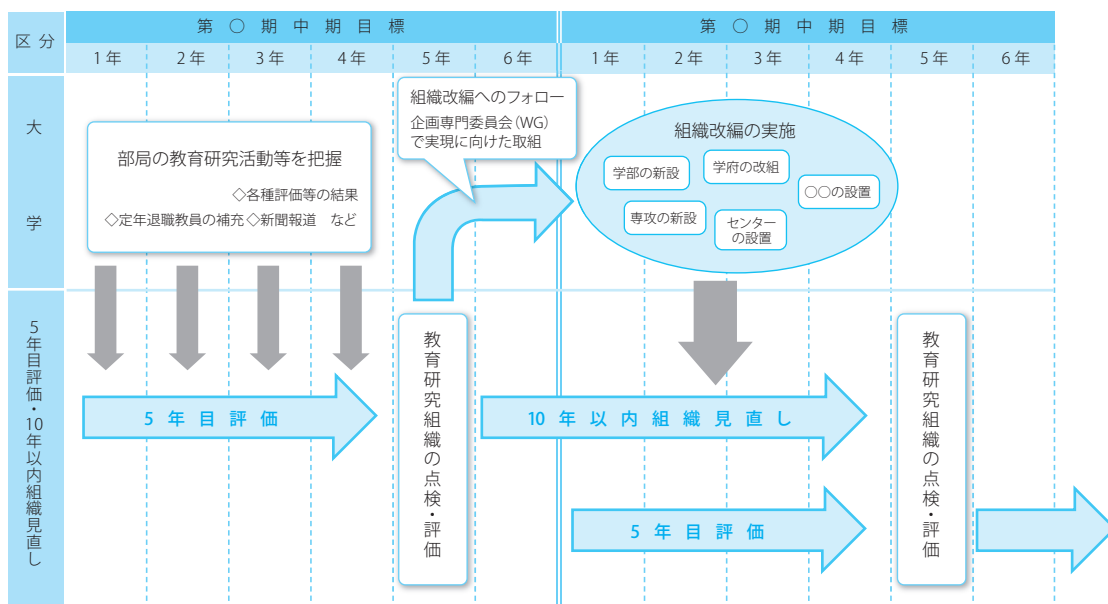 区分
第〇期中期目標
第〇期中期目標
1年
2年
3年
4年
5年
6年
1年
2年
3年
4年
5年
6年
大学
部局の教育研究活動等を把握
◇各種評価等の結果
◇定年退職教員の補充◇新聞報道 など
組織改編へのフォロー
企画専門委員会(WG)
で実現に向けた取組
組織改編の実施
学部の新設
学府の改組
〇〇の設置
専攻の新設
センター
の設置
5年目評価・10年以内組織見直し
5年目評価
教育研究組織の点検・評価
10年以内組織見直し
5年目評価
教育研究組織の点検・評価